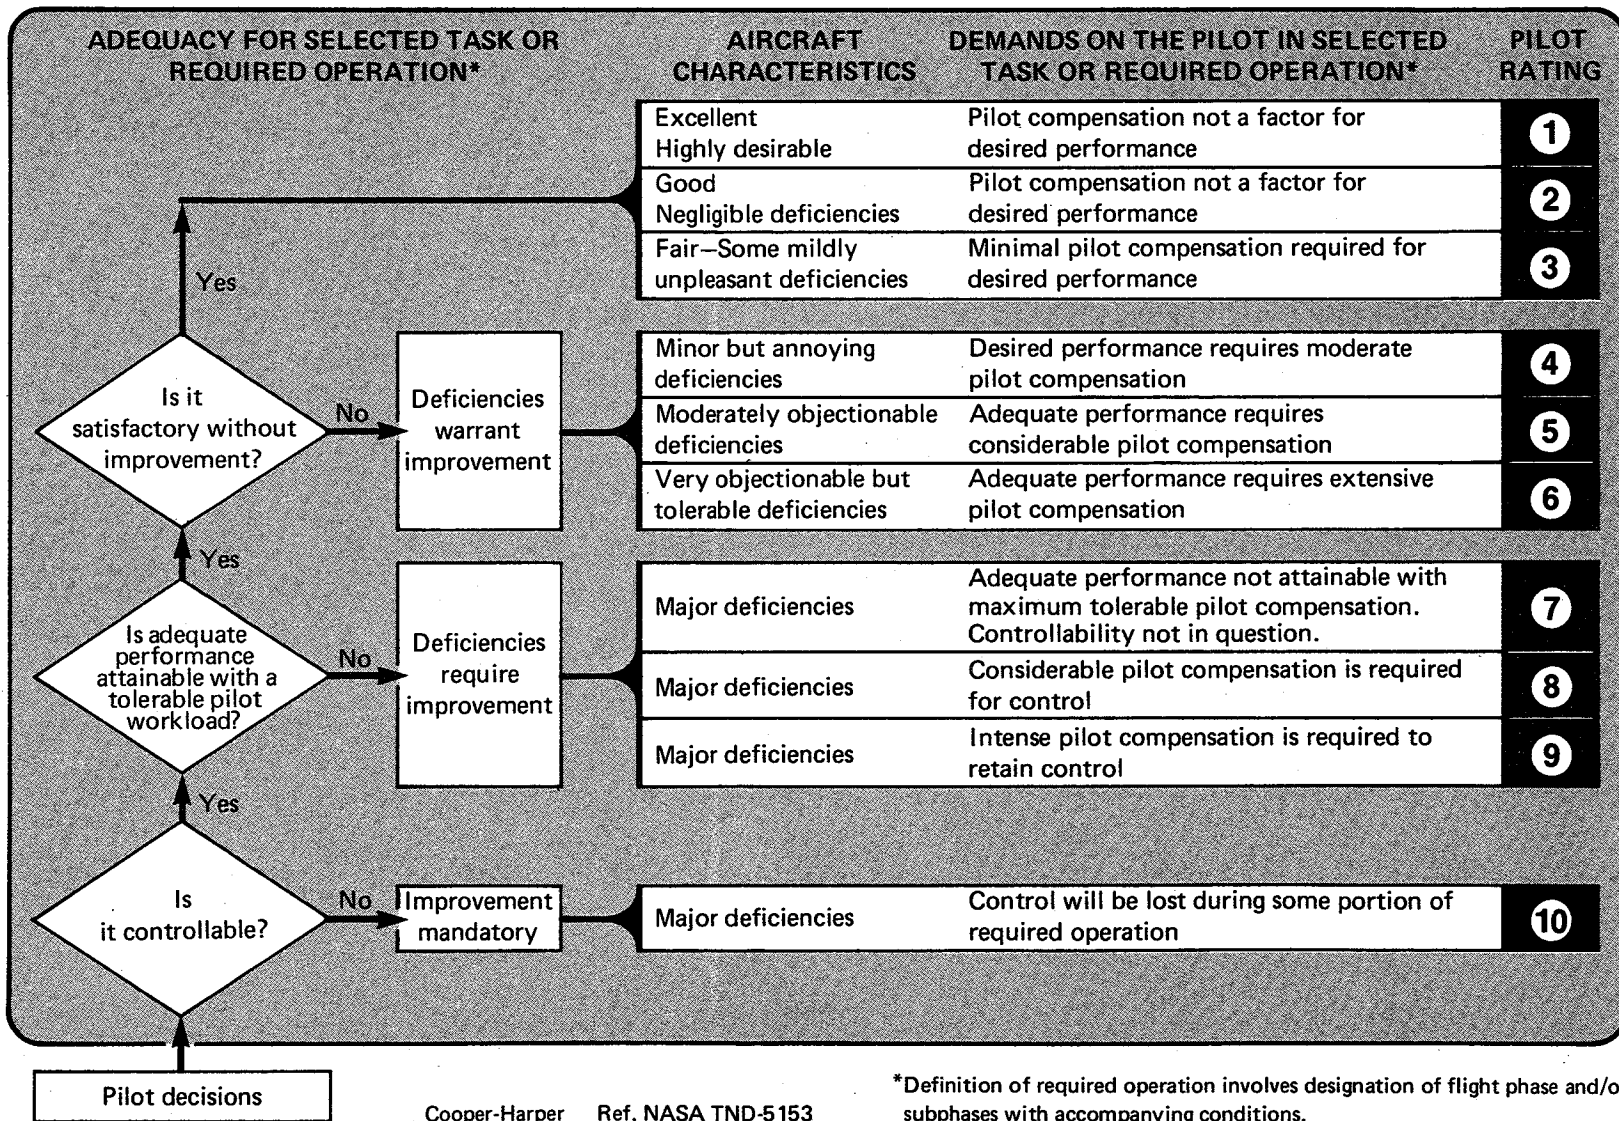 ADEQUACY FOR SELECTED TASK OR
REQUIRED OPERATION*
AIRCRAFT
CHARACTERISTICS
DEMANDS ON THE PILOT IN SELECTED
TASK OR REQUIRED OPERATION*
PILOT
RATING
Excellent
Highly desirable
Pilot compensation not a factor for
desired performance
1
Good
Negligible deficiencies
Pilot compensation not a factor for
desired performance
2
Fair—Some mildly
unpleasant deficiencies
Minimal pilot compensation required for
desired performance
3
Yes
Is it
satisfactory without
improvement?
No
Deficiencies
warrant
improvement
Minor but annoying
deficiencies
Desired performance requires moderate
pilot compensation
4
Moderately objectionable
deficiencies
Adequate performance requires
considerable pilot compensation
5
Very objectionable but
tolerable deficiencies
Adequate performance requires extensive
pilot compensation
6
Yes
Is adequate
performance
attainable with a
tolerable pilot
workload?
No
Deficiencies
require
improvement
Major deficiencies
Adequate performance not attainable with
maximum tolerable pilot compensation.
Controllability not in question.
7
Major deficiencies
Considerable pilot compensation is required
for control
8
Major deficiencies
Intense pilot compensation is required to
retain control
9
Yes
Is
it controllable?
No
Improvement
mandatory
Major deficiencies
Control will be lost during some portion of
required operation
10
Pilot decisions
Cooper-Harper Ref. NASA TND-5153
*Definition of required operation involves designation of flight phase and/o
subphases with accompanying conditions.